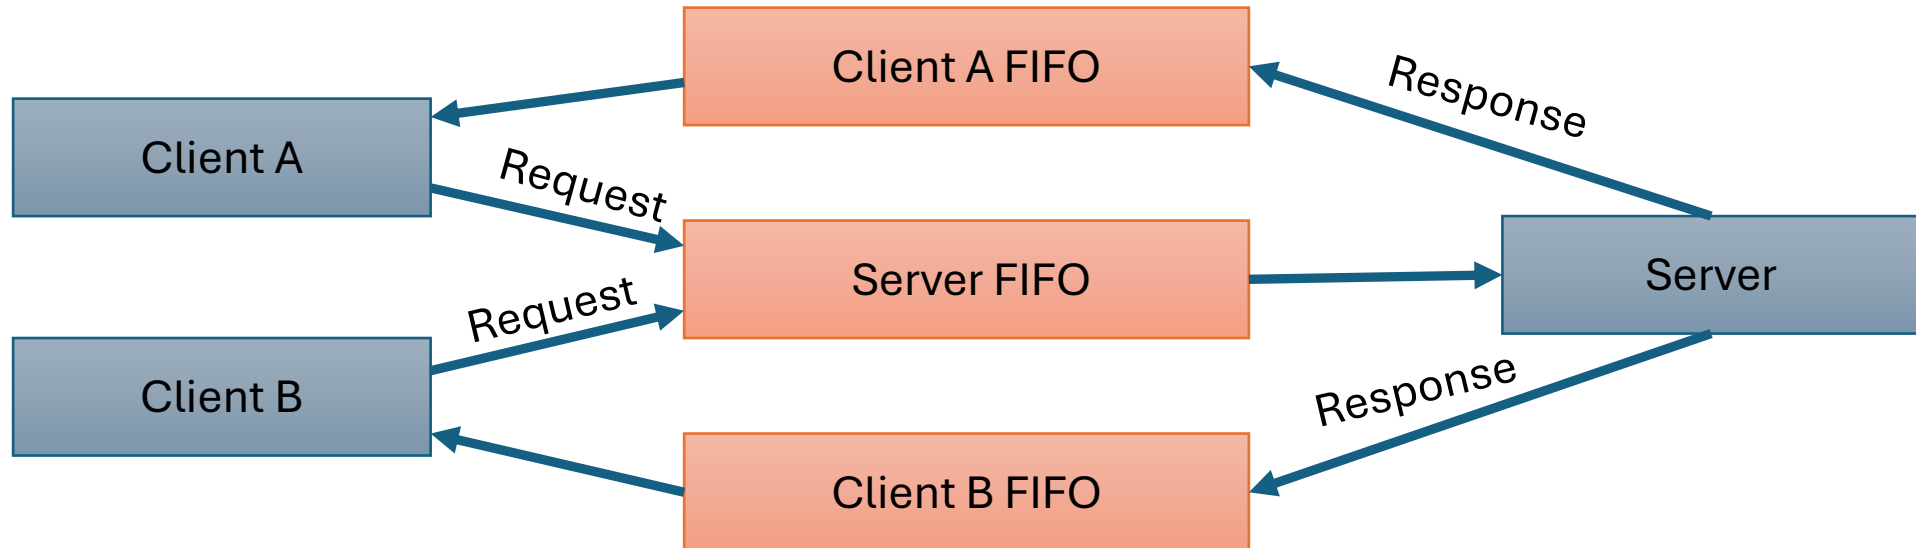 Client A FIFO
Response
Client A
Request
Server FIFO
Server
Request
Client B
Response
Client B FIFO